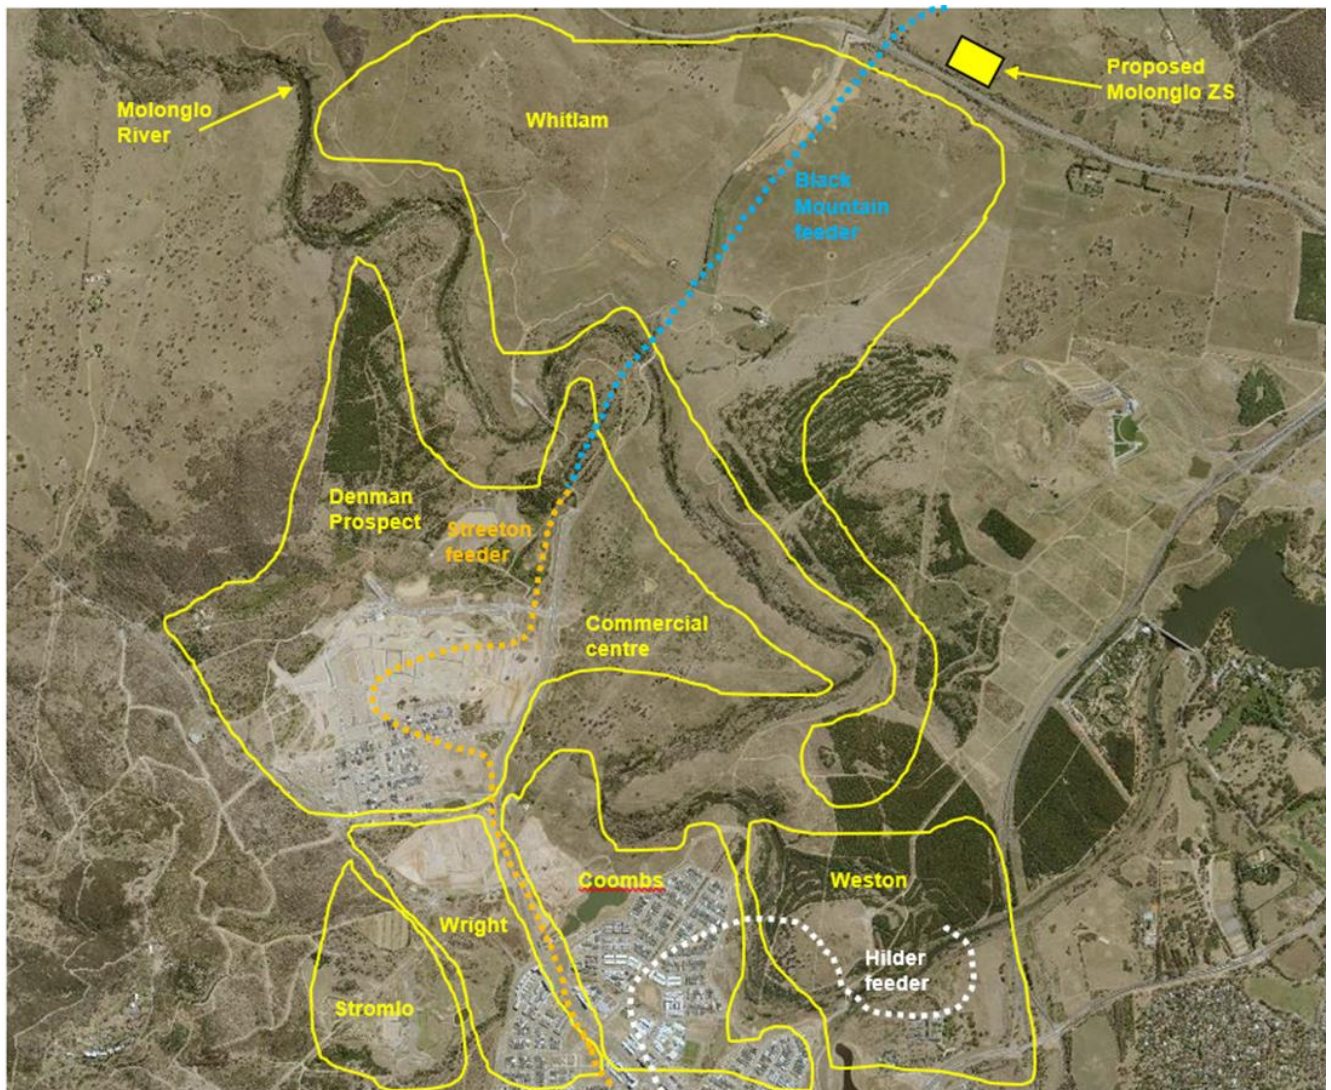 Proposed
Molonglo ZS
Molonglo
River
Whitlam
Black
Mountain
feeder
Denman
Prospect
Streeton
feeder
Commercial
centre
Coombs
Weston
Wright
Hilder
feeder
Stromlo